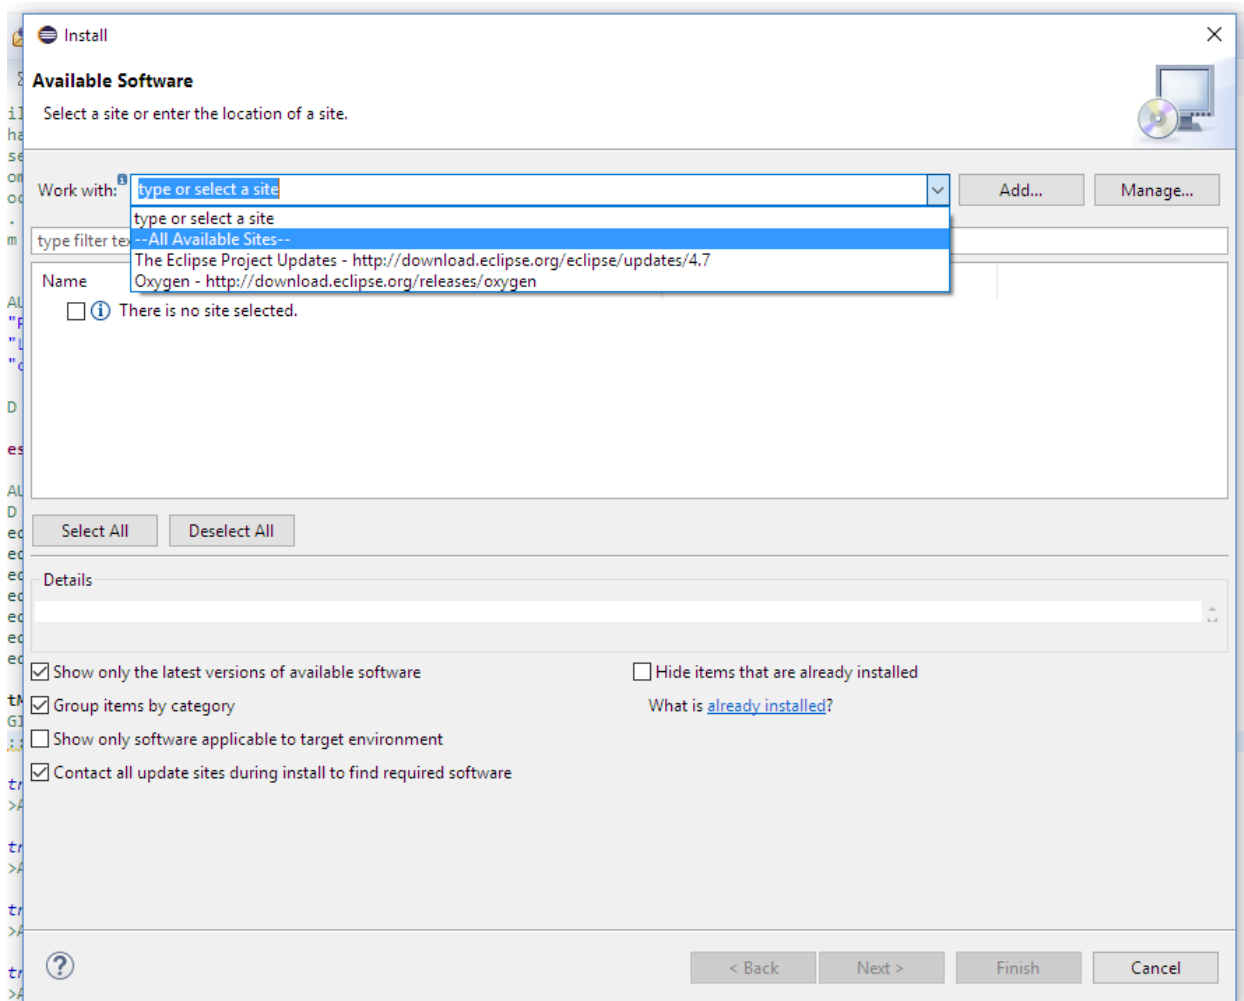 Install
Available Software
Select a site or enter the location of a site.
Work with:
type or select a site
Add...
Manage...
type or select a site
--All Available Sites--
The Eclipse Project Updates - http://download.eclipse.org/eclipse/updates/4.7
Oxygen - http://download.eclipse.org/releases/oxygen
type filter tex
Name
There is no site selected.
Select All
Deselect All
Details
Show only the latest versions of available software
Hide items that are already installed
Group items by category
What is already installed?
Show only software applicable to target environment
Contact all update sites during install to find required software
< Back
Next >
Finish
Cancel